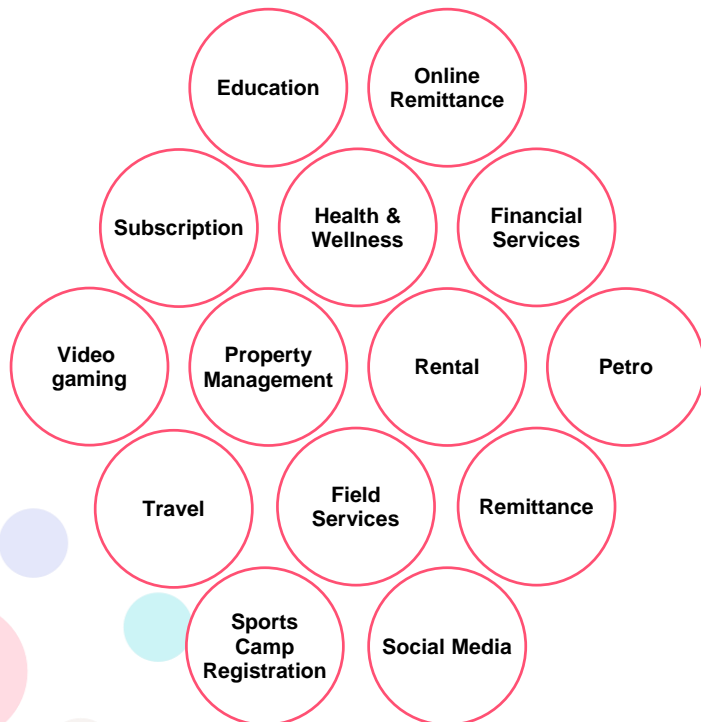 Education
Online
Remittance
Subscription
Health &
Wellness
Financial
Services
Video
gaming
Property
Management
Rental
Petro
Travel
Field
Services
Remittance
Sports
Camp
Registration
Social Media